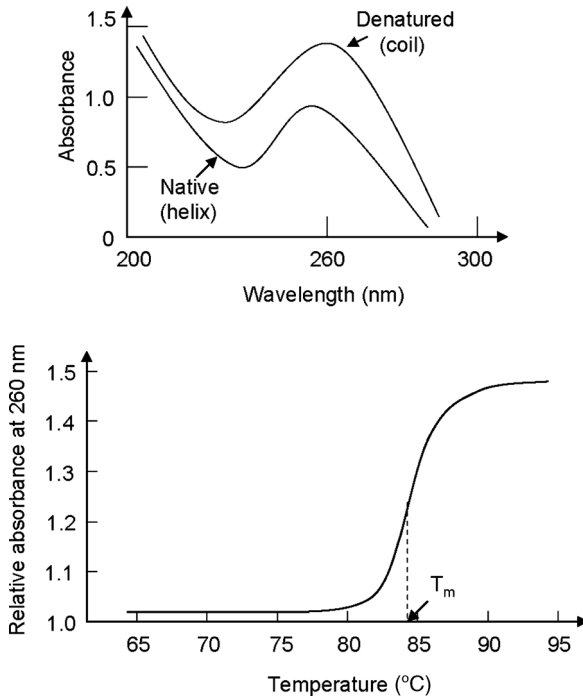 Denatured
(coil)
1.5
1.0
0.5
0
Absorbance
Native
(helix)
200
260
300
Wavelength (nm)
Relative absorbance at 260 nm
1.5
1.4
1.3
1.2
1.1
1.0
Tm
65
70
75
80
85
90
95
Temperature (°C)